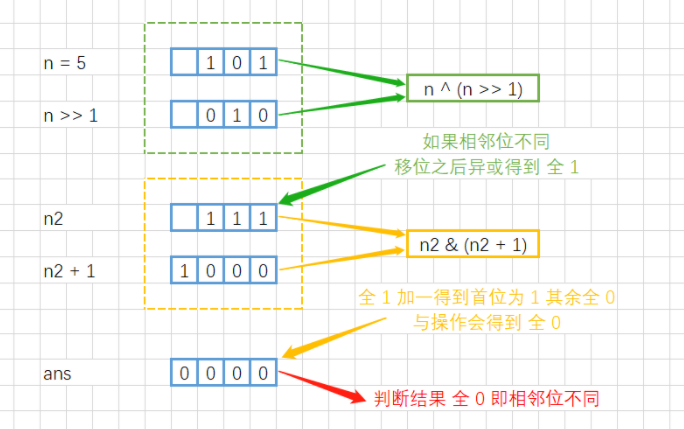 n = 5
1 0 1
n >> 1
0 1 0
n ^ (n >> 1)
如果相邻位不同
移位之后异或得到 全 1
n2
1 1 1
n2 + 1
1 0 0 0
n2 & (n2 + 1)
全 1 加一得到首位为 1 其余全 0
与操作会得到 全 0
ans
0 0 0 0
判断结果 全 0 即相邻位不同